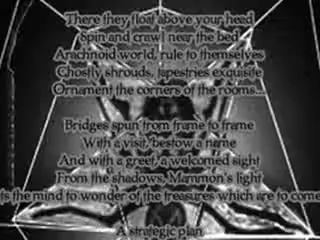 There they float above your head
Spin and crawl near the bed
Arachnoid world, rule to themselves
Ghostly shrouds, tapestries exquisite
Ornament the corners of the rooms...
Bridges spun from frame to frame
With a visit, bestow a name
And with a greet, a welcomed sight
From the shadows, Mammon's light
ts the mind to wonder of the treasures which are to come
A strategic plan